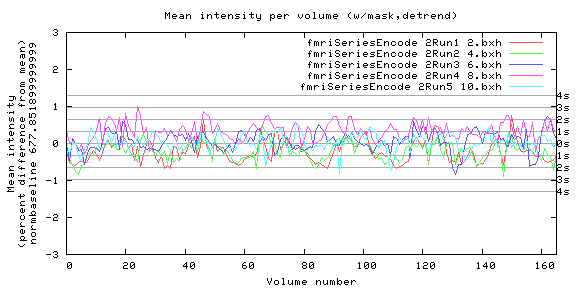 Mean intensity per volume (w/mask,detrend)
fmriSeriesEncode 2Run1 2.bxh
fmriSeriesEncode 2Run2 4.bxh
fmriSeriesEncode 2Run3 6.bxh
fmriSeriesEncode 2Run4 8.bxh
fmriSeriesEncode 2Run5 10.bxh
Mean intensity
(percent difference from mean)
normbaseline 677.851899999999999
3
2
1
0
-1
-2
-3
4s
3s
2s
1s
0s
1s
2s
3s
4s
0 20 40 60 80 100 120 140 160
Volume number